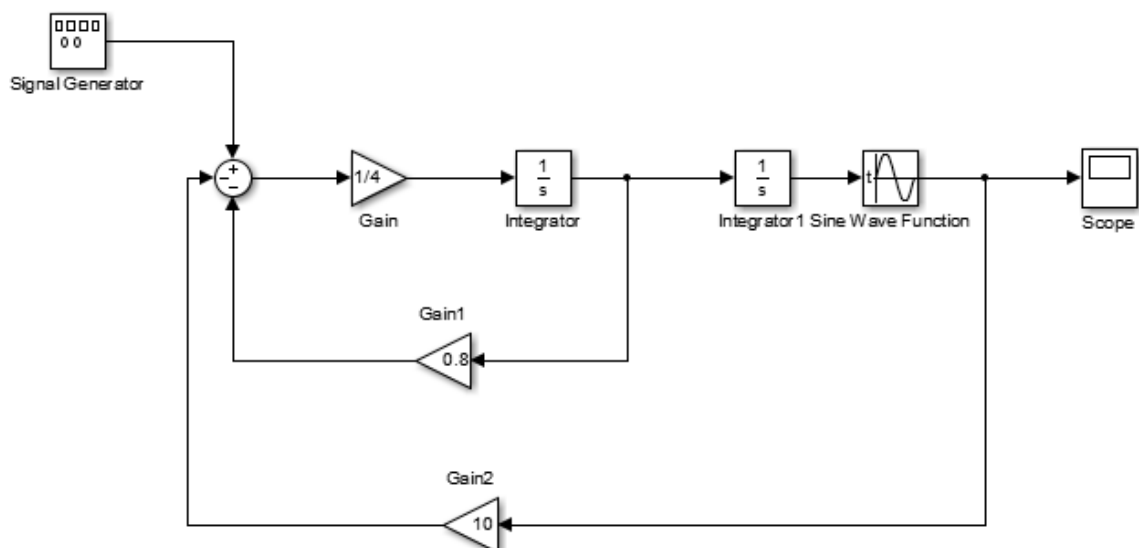 Signal Generator
+
−
−
1/4
Gain
1
s
Integrator
1
s
Integrator1
t
Sine Wave Function
Scope
Gain1
0.8
Gain2
10